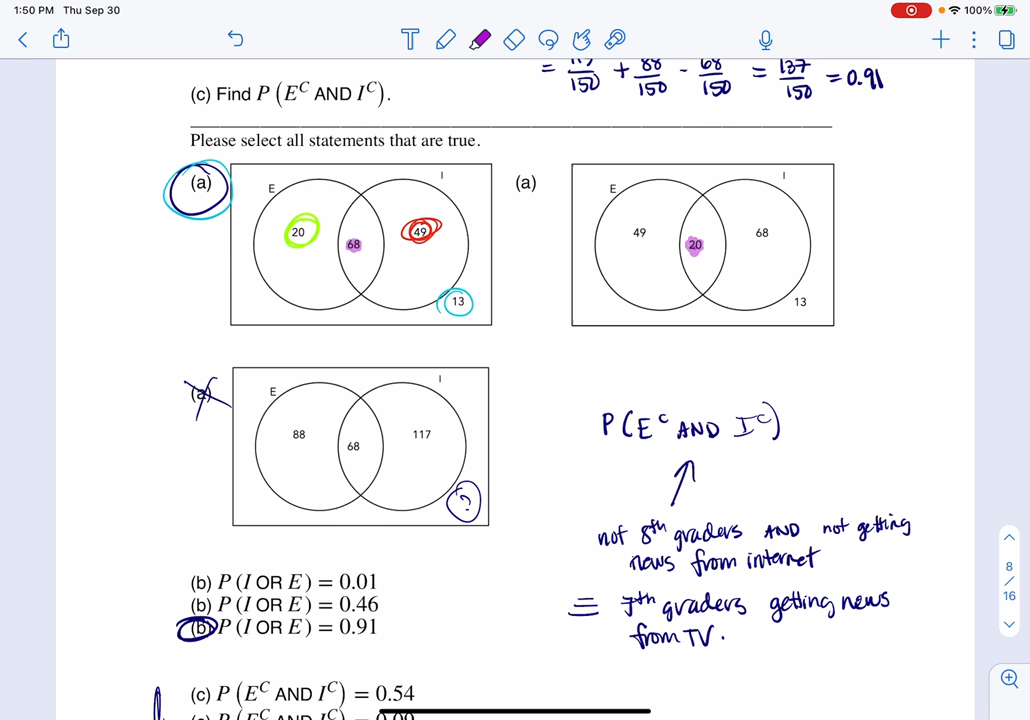 1:50 PM Thu Sep 30
100%
= /150 + 88/150 - 68/150 = 137/150 = 0.91
(c) Find P (E^C AND I^C).
Please select all statements that are true.
(a)
E
I
20
68
49
13
(a)
E
I
49
20
68
13
(a)
E
I
88
68
117
?
P(E^C AND I^C)
not 8th graders AND not getting
news from internet
≡ 7th graders getting news
from TV.
(b) P (I OR E) = 0.01
(b) P (I OR E) = 0.46
(b) P (I OR E) = 0.91
(c) P (E^C AND I^C) = 0.54
8
/
16